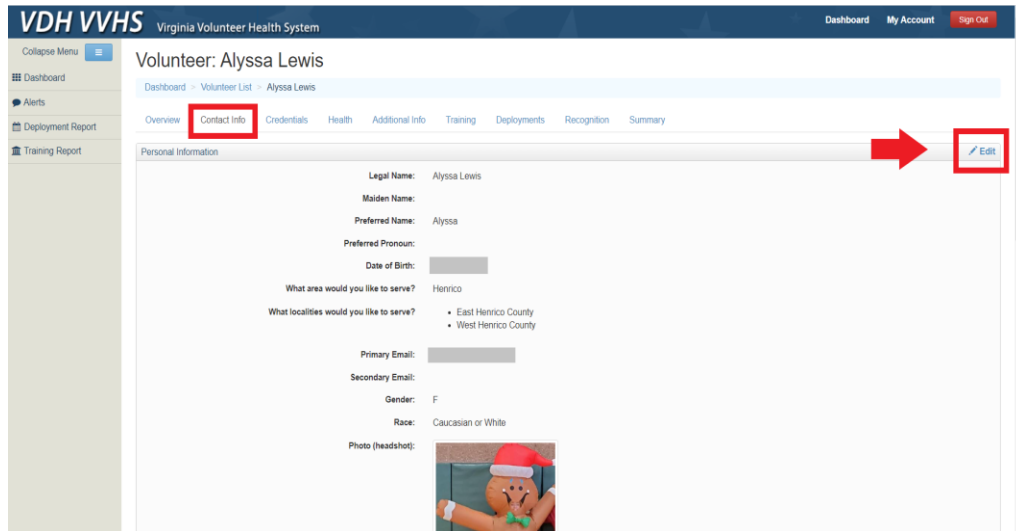 VDH VVHS Virginia Volunteer Health System
Dashboard My Account Sign Out
Collapse Menu
Dashboard
Alerts
Deployment Report
Training Report
Volunteer: Alyssa Lewis
Dashboard > Volunteer List > Alyssa Lewis
Overview Contact Info Credentials Health Additional Info Training Deployments Recognition Summary
Personal Information Edit
Legal Name: Alyssa Lewis
Maiden Name:
Preferred Name: Alyssa
Preferred Pronoun:
Date of Birth:
What area would you like to serve? Henrico
What localities would you like to serve? • East Henrico County
• West Henrico County
Primary Email:
Secondary Email:
Gender: F
Race: Caucasian or White
Photo (headshot):